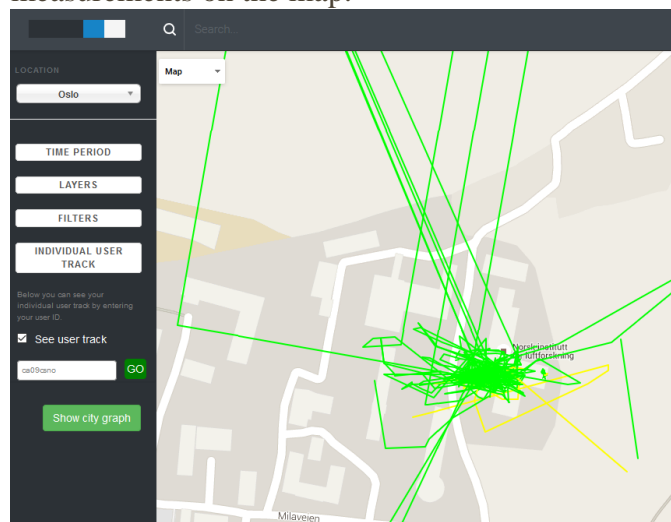 measurements on the map.
Search...
LOCATION
Oslo
Map
TIME PERIOD
LAYERS
FILTERS
INDIVIDUAL USER
TRACK
Below you can see your
individual user track by entering
your user ID.
See user track
ca09cano
GO
Show city graph
Norsk institutt
luftforskning
Milaveien